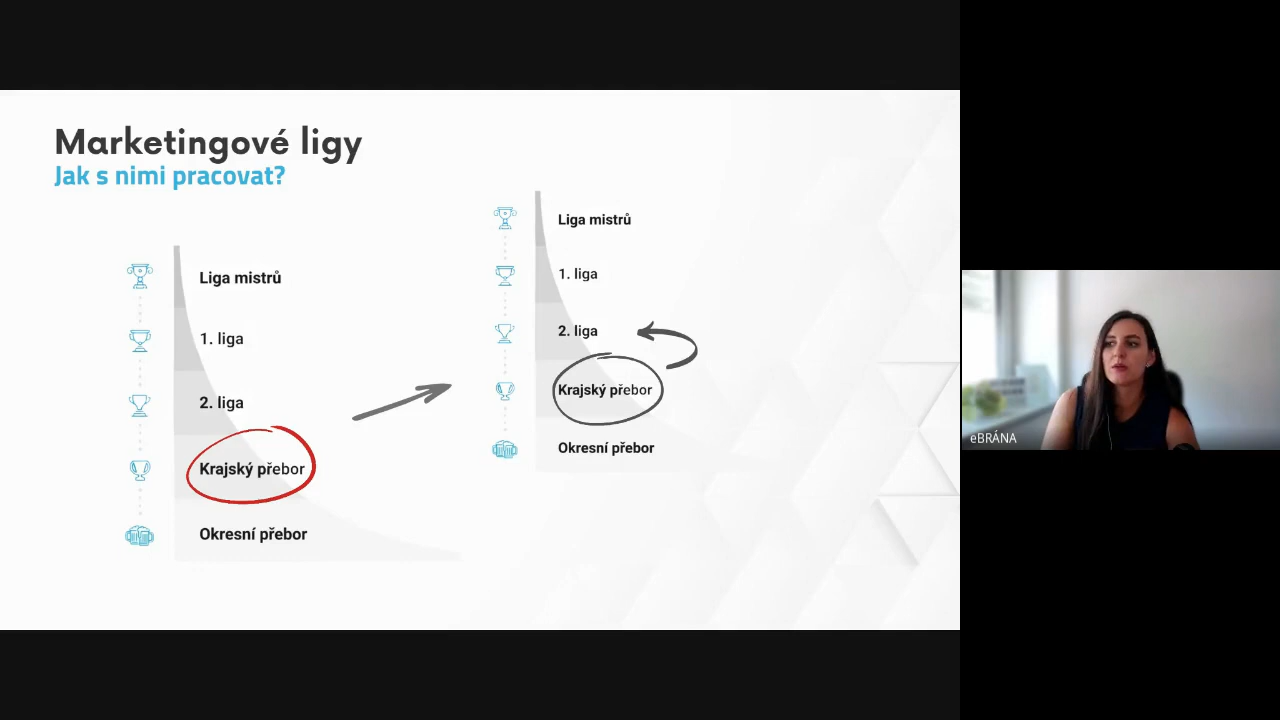 Marketingové ligy
Jak s nimi pracovat?
Liga mistrů
1. liga
2. liga
Krajský přebor
Okresní přebor
Liga mistrů
1. liga
2. liga
Krajský přebor
Okresní přebor
eBRÁNA